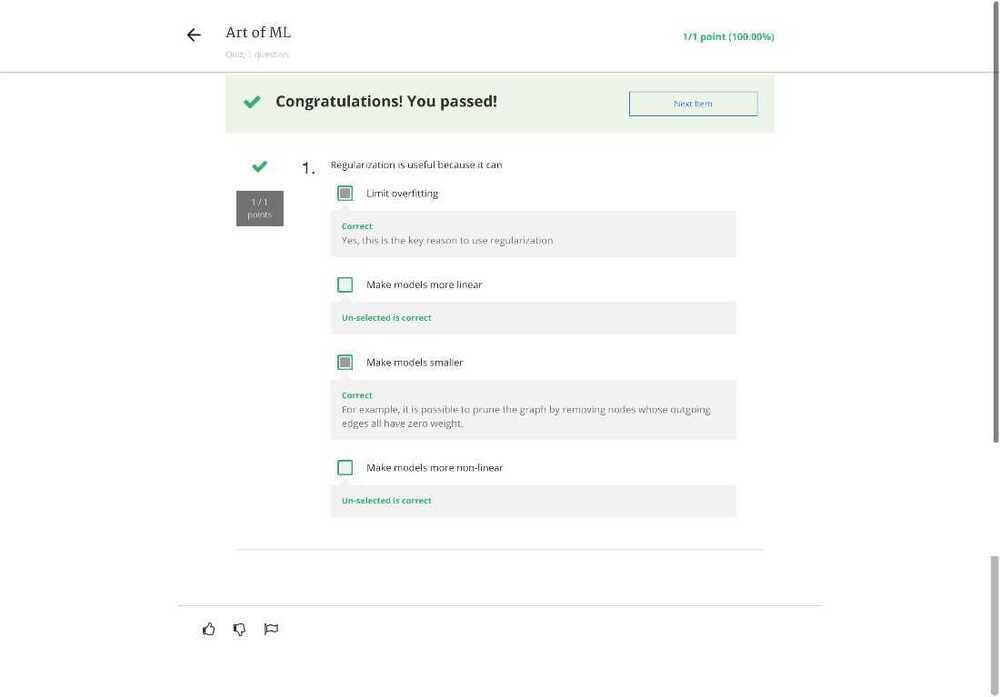 Art of ML
Quiz, 1 question
1/1 point (100.00%)
Congratulations! You passed!
Next Item
1.
Regularization is useful because it can
1 / 1
points
Limit overfitting
Correct
Yes, this is the key reason to use regularization
Make models more linear
Un-selected is correct
Make models smaller
Correct
For example, it is possible to prune the graph by removing nodes whose outgoing
edges all have zero weight.
Make models more non-linear
Un-selected is correct